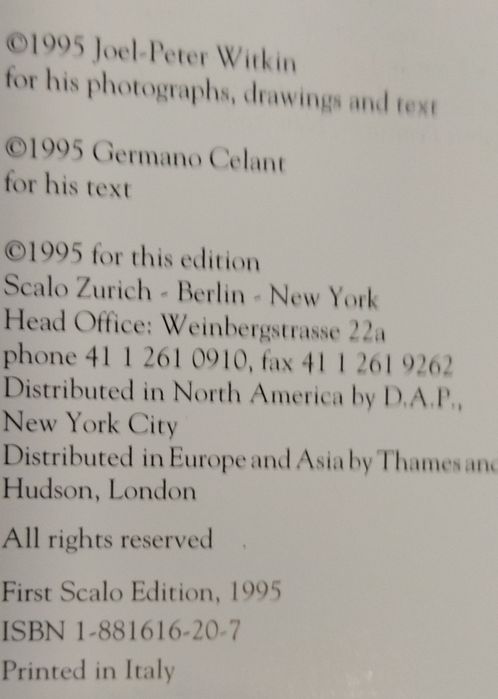 ©1995 Joel-Peter Witkin
for his photographs, drawings and text
©1995 Germano Celant
for his text
©1995 for this edition
Scalo Zurich - Berlin - New York
Head Office: Weinbergstrasse 22a
phone 41 1 261 0910, fax 41 1 261 9262
Distributed in North America by D.A.P.,
New York City
Distributed in Europe and Asia by Thames and
Hudson, London
All rights reserved
First Scalo Edition, 1995
ISBN 1-881616-20-7
Printed in Italy